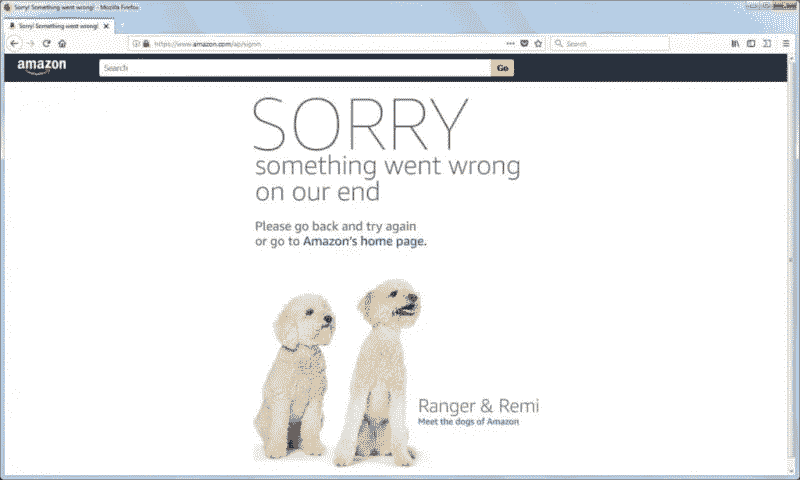 Sorry! Something went wrong! - Mozilla Firefox
Sorry! Something went wrong!
https://www.amazon.com/ap/signin
Search
amazon
Search
Go
SORRY
something went wrong
on our end
Please go back and try again
or go to Amazon's home page.
Ranger & Remi
Meet the dogs of Amazon